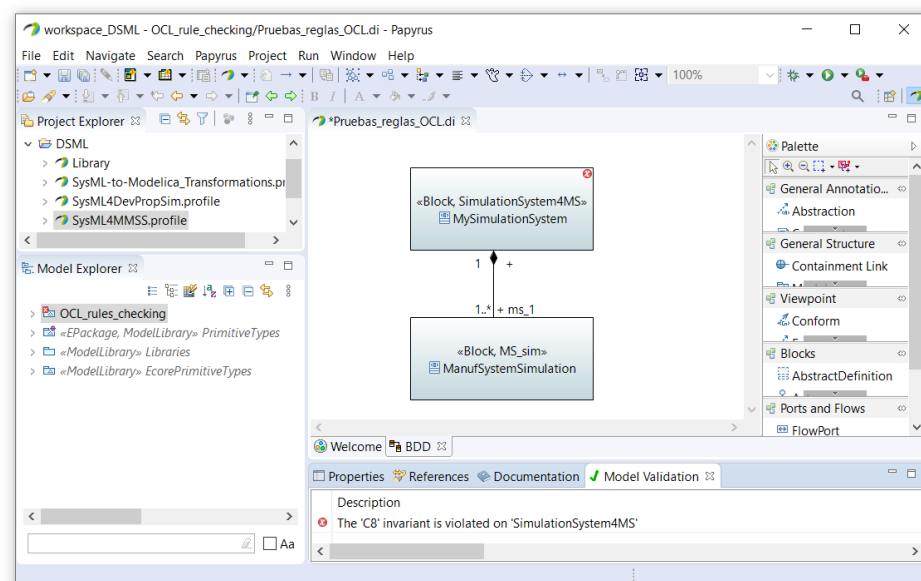 workspace_DSML - OCL_rule_checking/Pruebas_reglas_OCL.di - Papyrus
File Edit Navigate Search Papyrus Project Run Window Help
100%
B I A
Project Explorer
DSML
Library
SysML-to-Modelica_Transformations.pr
SysML4DevPropSim.profile
SysML4MMSS.profile
Model Explorer
OCL_rules_checking
«EPackage, ModelLibrary» PrimitiveTypes
«ModelLibrary» Libraries
«ModelLibrary» EcorePrimitiveTypes
Aa
*Pruebas_reglas_OCL.di
«Block, SimulationSystem4MS»
MySimulationSystem
1 +
1..* + ms_1
«Block, MS_sim»
ManufSystemSimulation
Welcome BDD
Palette
General Annotatio...
Abstraction
General Structure
Containment Link
Viewpoint
Conform
Blocks
AbstractDefinition
Ports and Flows
FlowPort
Properties References Documentation Model Validation
Description
The 'C8' invariant is violated on 'SimulationSystem4MS'